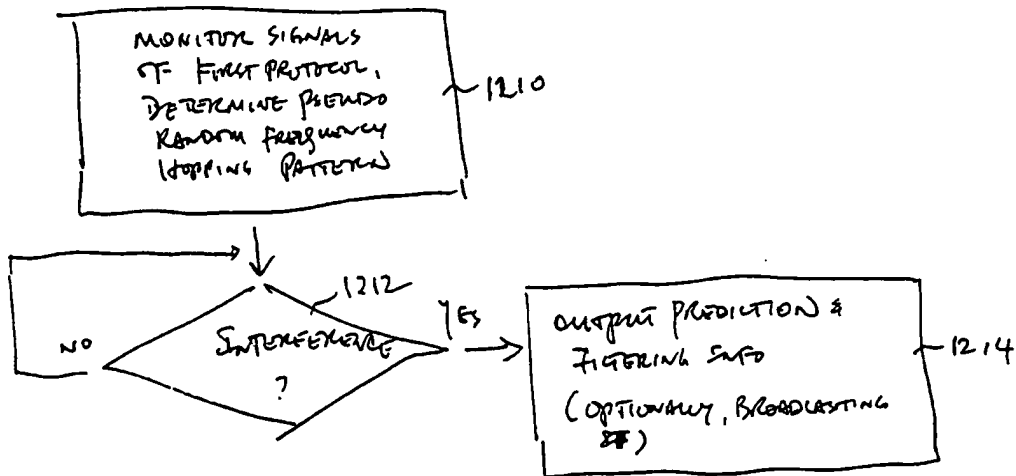 MONITOR SIGNALS
OF FIRST PROTOCOL,
DETERMINE PSEUDO
RANDOM FREQUENCY
HOPPING PATTERN
1210
1212
INTERFERENCE
?
NO
YES
OUTPUT PREDICTION &
FILTERING INFO
(OPTIONALLY, BROADCASTING
)
1214